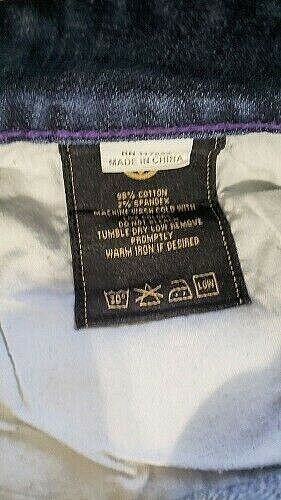 RN
MADE IN CHINA
98% COTTON
2% SPANDEX
MACHINE WASH COLD WITH
DO NOT
TUMBLE DRY LOW REMOVE
PROMPTLY
WARM IRON IF DESIRED
30°
LOW